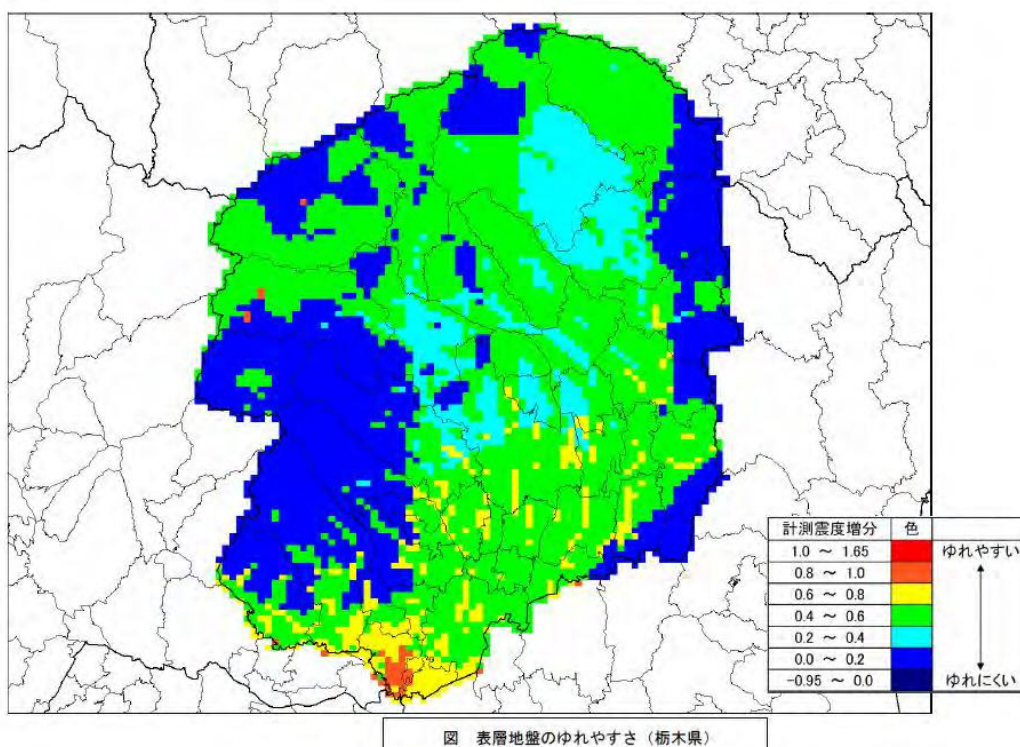 計測震度増分 色
1.0 ～ 1.65 ゆれやすい
0.8 ～ 1.0
0.6 ～ 0.8
0.4 ～ 0.6
0.2 ～ 0.4
0.0 ～ 0.2
-0.95 ～ 0.0 ゆれにくい
図 表層地盤のゆれやすさ（栃木県）